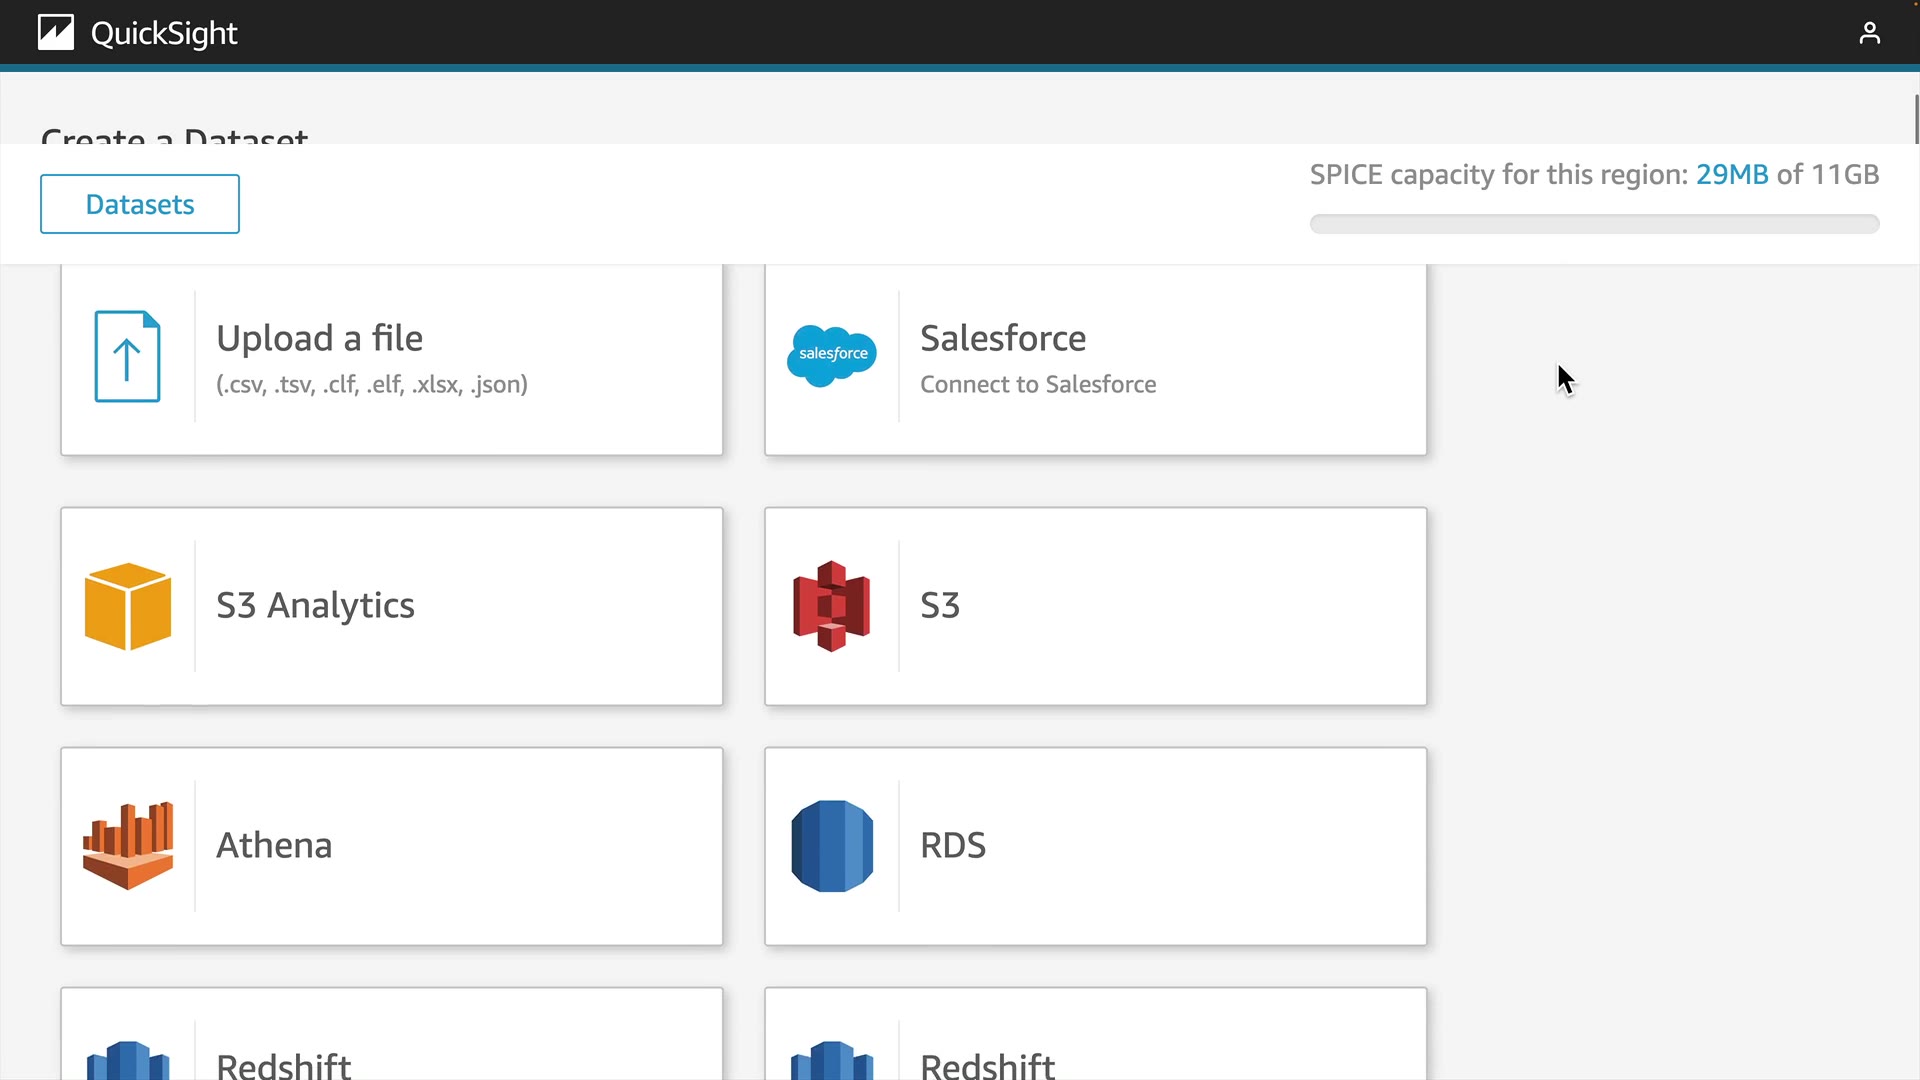 QuickSight
Create a Dataset
Datasets
SPICE capacity for this region: 29MB of 11GB
Upload a file
(.csv, .tsv, .clf, .elf, .xlsx, .json)
salesforce
Salesforce
Connect to Salesforce
S3 Analytics
S3
Athena
RDS
Redshift
Redshift